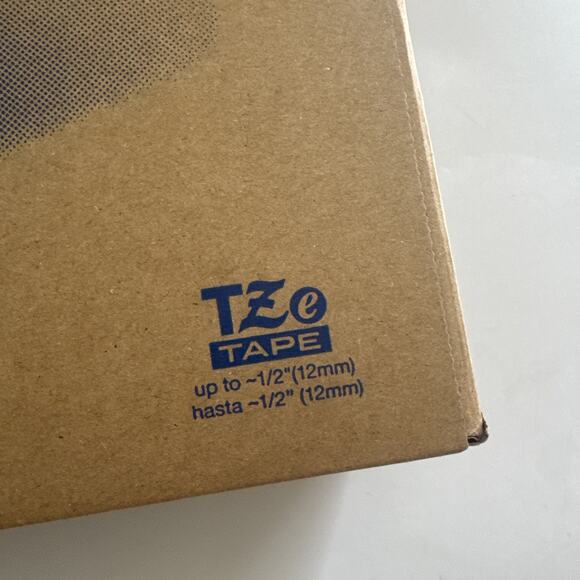 TZe
TAPE
up to ~1/2"(12mm)
hasta ~1/2" (12mm)